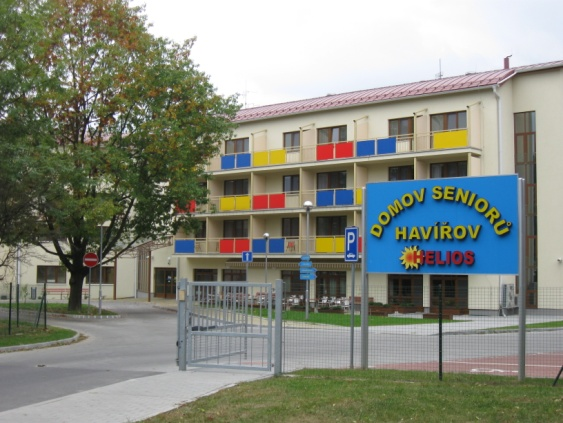 DOMOV SENIORŮ
HAVÍŘOV
HELIOS
P